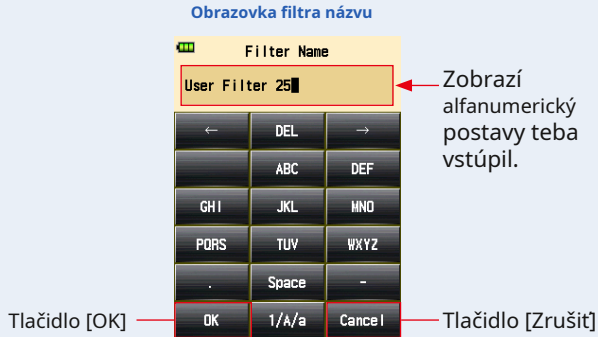 Obrazovka filtra názvu
Filter Name
User Filter 25
Zobrazí
alfanumerický
postavy teba
vstúpil.
← DEL →
ABC DEF
GHI JKL MNO
PQRS TUV WXYZ
. Space -
Tlačidlo [OK] OK 1/A/a Cancel Tlačidlo [Zrušiť]